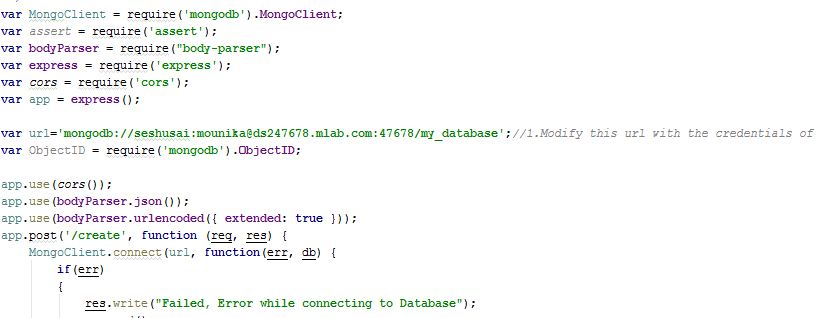 var MongoClient = require('mongodb').MongoClient;
var assert = require('assert');
var bodyParser = require("body-parser");
var express = require('express');
var cors = require('cors');
var app = express();
var url='mongodb://seshusai:mounika@ds247678.mlab.com:47678/my_database';//1.Modify this url with the credentials of
var ObjectID = require('mongodb').ObjectID;
app.use(cors());
app.use(bodyParser.json());
app.use(bodyParser.urlencoded({ extended: true }));
app.post('/create', function (req, res) {
MongoClient.connect(url, function(err, db) {
if(err)
{
res.write("Failed, Error while connecting to Database");